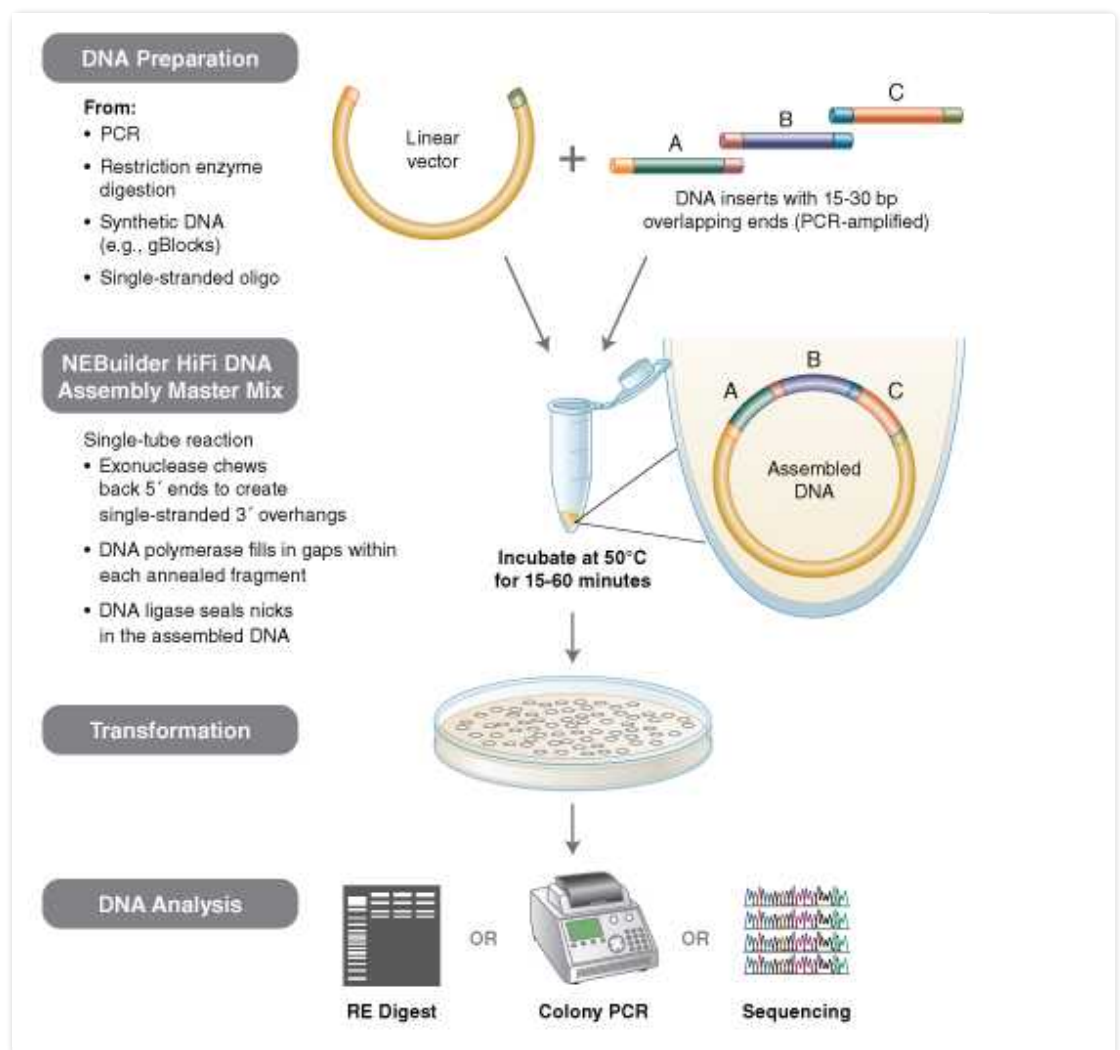 DNA Preparation
From:
• PCR
• Restriction enzyme
digestion
• Synthetic DNA
(e.g., gBlocks)
• Single-stranded oligo
Linear
vector
+
A
B
C
DNA inserts with 15-30 bp
overlapping ends (PCR-amplified)
NEBuilder HiFi DNA
Assembly Master Mix
Single-tube reaction
• Exonuclease chews
back 5´ ends to create
single-stranded 3´ overhangs
• DNA polymerase fills in gaps within
each annealed fragment
• DNA ligase seals nicks
in the assembled DNA
Incubate at 50°C
for 15-60 minutes
A
B
C
Assembled
DNA
Transformation
DNA Analysis
OR
OR
RE Digest
Colony PCR
Sequencing